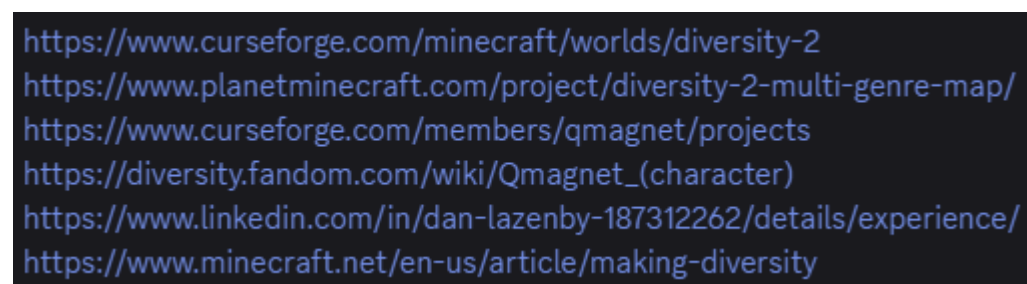 https://www.curseforge.com/minecraft/worlds/diversity-2
https://www.planetminecraft.com/project/diversity-2-multi-genre-map/
https://www.curseforge.com/members/qmagnet/projects
https://diversity.fandom.com/wiki/Qmagnet_(character)
https://www.linkedin.com/in/dan-lazenby-187312262/details/experience/
https://www.minecraft.net/en-us/article/making-diversity